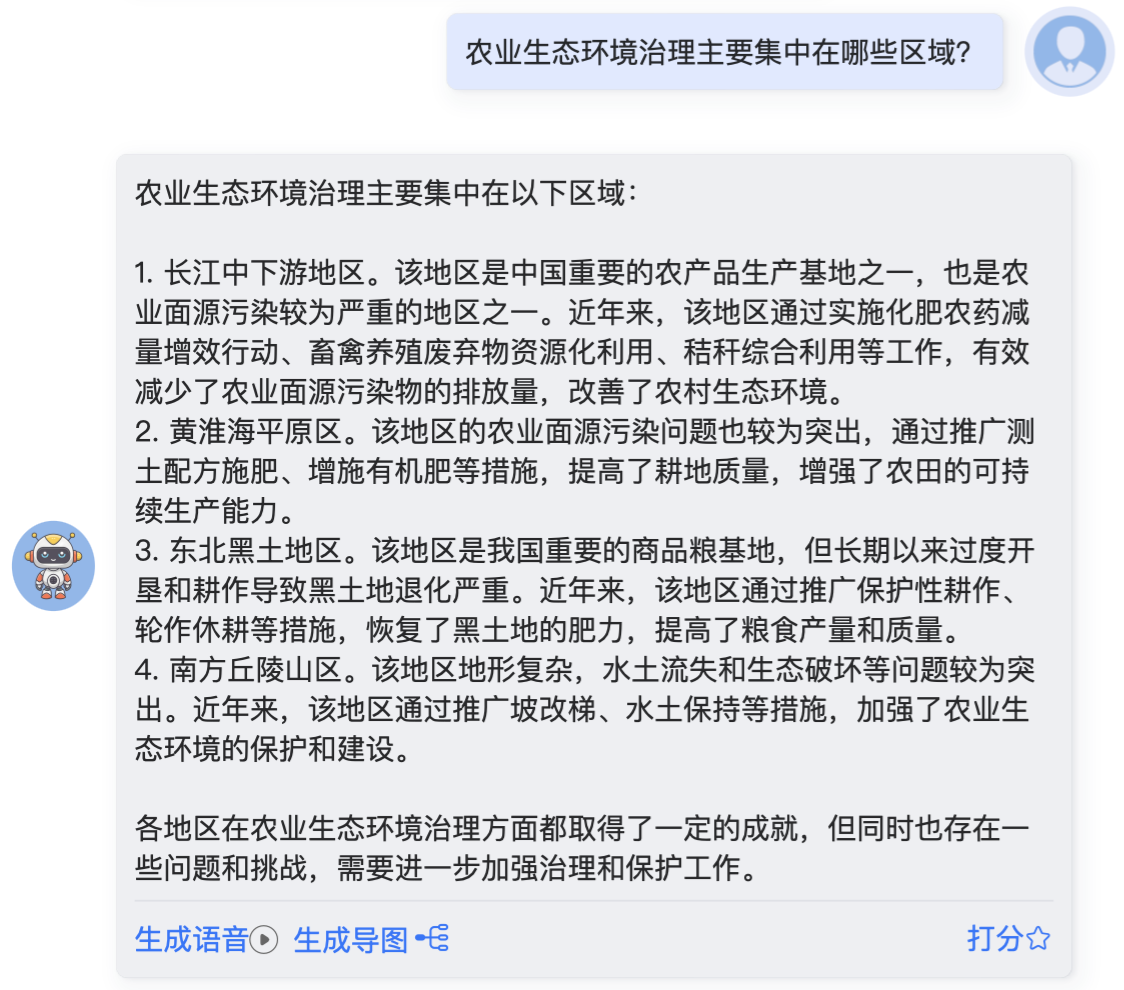 农业生态环境治理主要集中在哪些区域?
农业生态环境治理主要集中在以下区域：
1. 长江中下游地区。该地区是中国重要的农产品生产基地之一，也是农
业面源污染较为严重的地区之一。近年来，该地区通过实施化肥农药减
量增效行动、畜禽养殖废弃物资源化利用、秸秆综合利用等工作，有效
减少了农业面源污染物的排放量，改善了农村生态环境。
2. 黄淮海平原区。该地区的农业面源污染问题也较为突出，通过推广测
土配方施肥、增施有机肥等措施，提高了耕地质量，增强了农田的可持
续生产能力。
3. 东北黑土地区。该地区是我国重要的商品粮基地，但长期以来过度开
垦和耕作导致黑土地退化严重。近年来，该地区通过推广保护性耕作、
轮作休耕等措施，恢复了黑土地的肥力，提高了粮食产量和质量。
4. 南方丘陵山区。该地区地形复杂，水土流失和生态破坏等问题较为突
出。近年来，该地区通过推广坡改梯、水土保持等措施，加强了农业生
态环境的保护和建设。
各地区在农业生态环境治理方面都取得了一定的成就，但同时也存在一
些问题和挑战，需要进一步加强治理和保护工作。
生成语音 生成导图 打分